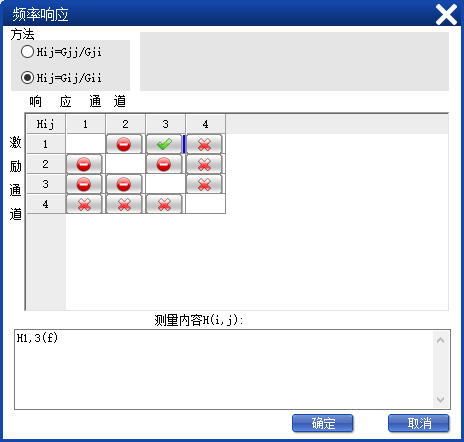 频率响应
方法
Hij=Gjj/Gji
Hij=Gij/Gii
响 应 通 道
激励通道
Hij 1 2 3 4
1
2
3
4
测量内容H(i,j):
H1,3(f)
确定 取消